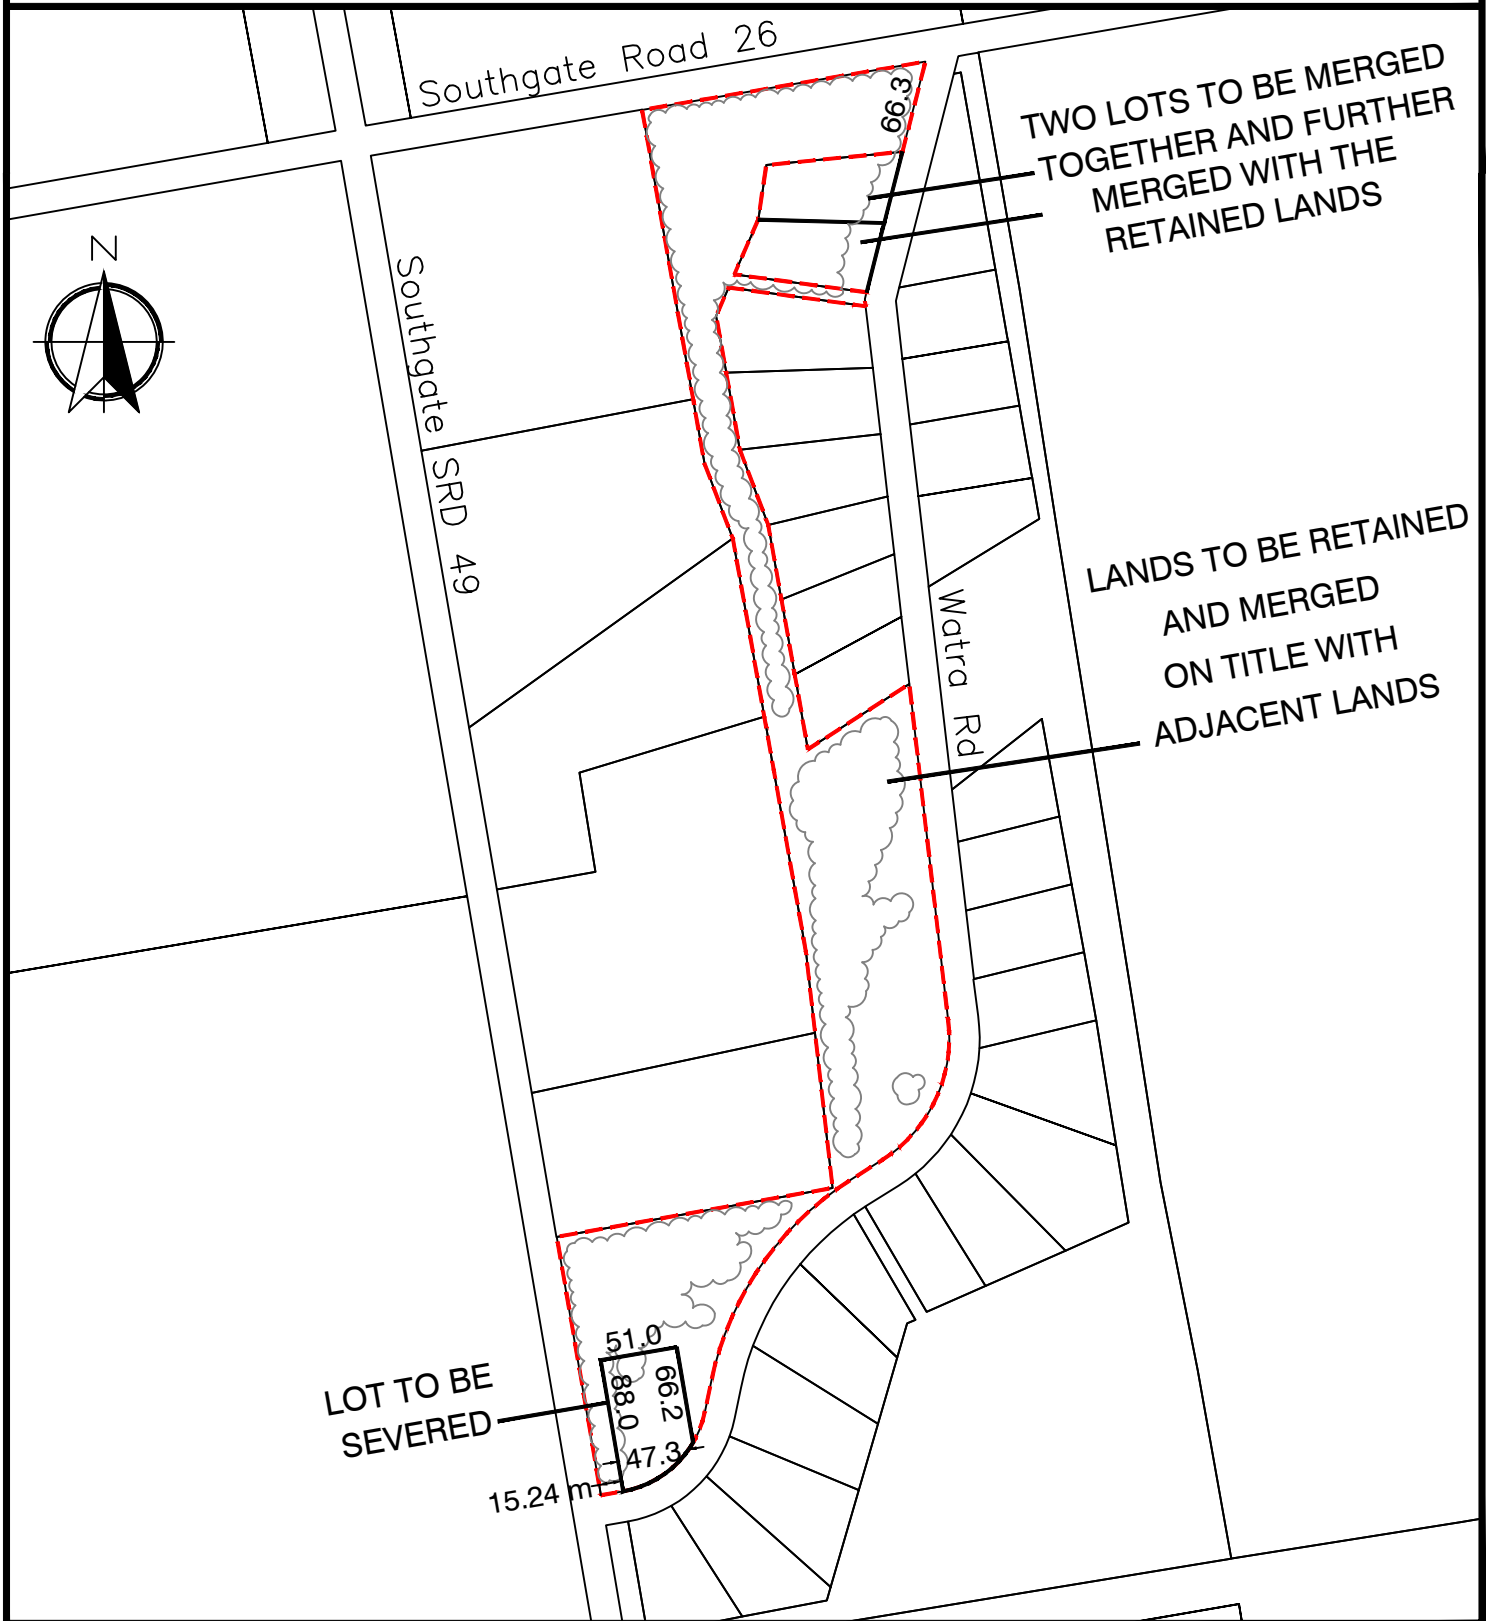 Southgate Road 26
66.3
TWO LOTS TO BE MERGED
TOGETHER AND FURTHER
MERGED WITH THE
RETAINED LANDS
N
Southgate SRD 49
LANDS TO BE RETAINED
AND MERGED
ON TITLE WITH
ADJACENT LANDS
Watra Rd
51.0
66.2
88.0
LOT TO BE
SEVERED
47.3
15.24 m